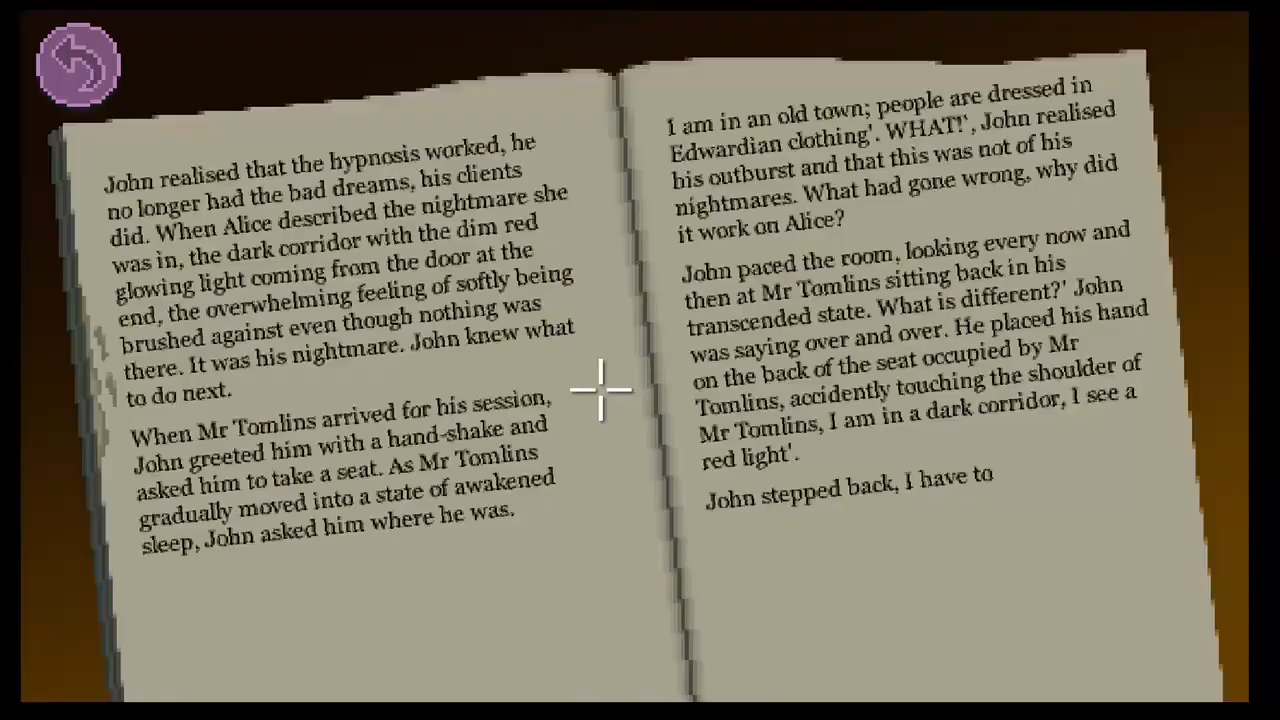 John realised that the hypnosis worked, he
no longer had the bad dreams, his clients
did. When Alice described the nightmare she
was in, the dark corridor with the dim red
glowing light coming from the door at the
end, the overwhelming feeling of softly being
brushed against even though nothing was
there. It was his nightmare. John knew what
to do next.
When Mr Tomlins arrived for his session,
John greeted him with a hand-shake and
asked him to take a seat. As Mr Tomlins
gradually moved into a state of awakened
sleep, John asked him where he was.
I am in an old town; people are dressed in
Edwardian clothing'. WHAT!', John realised
his outburst and that this was not of his
nightmares. What had gone wrong, why did
it work on Alice?
John paced the room, looking every now and
then at Mr Tomlins sitting back in his
transcended state. What is different?' John
was saying over and over. He placed his hand
on the back of the seat occupied by Mr
Tomlins, accidently touching the shoulder of
Mr Tomlins, I am in a dark corridor, I see a
red light'.
John stepped back, I have to